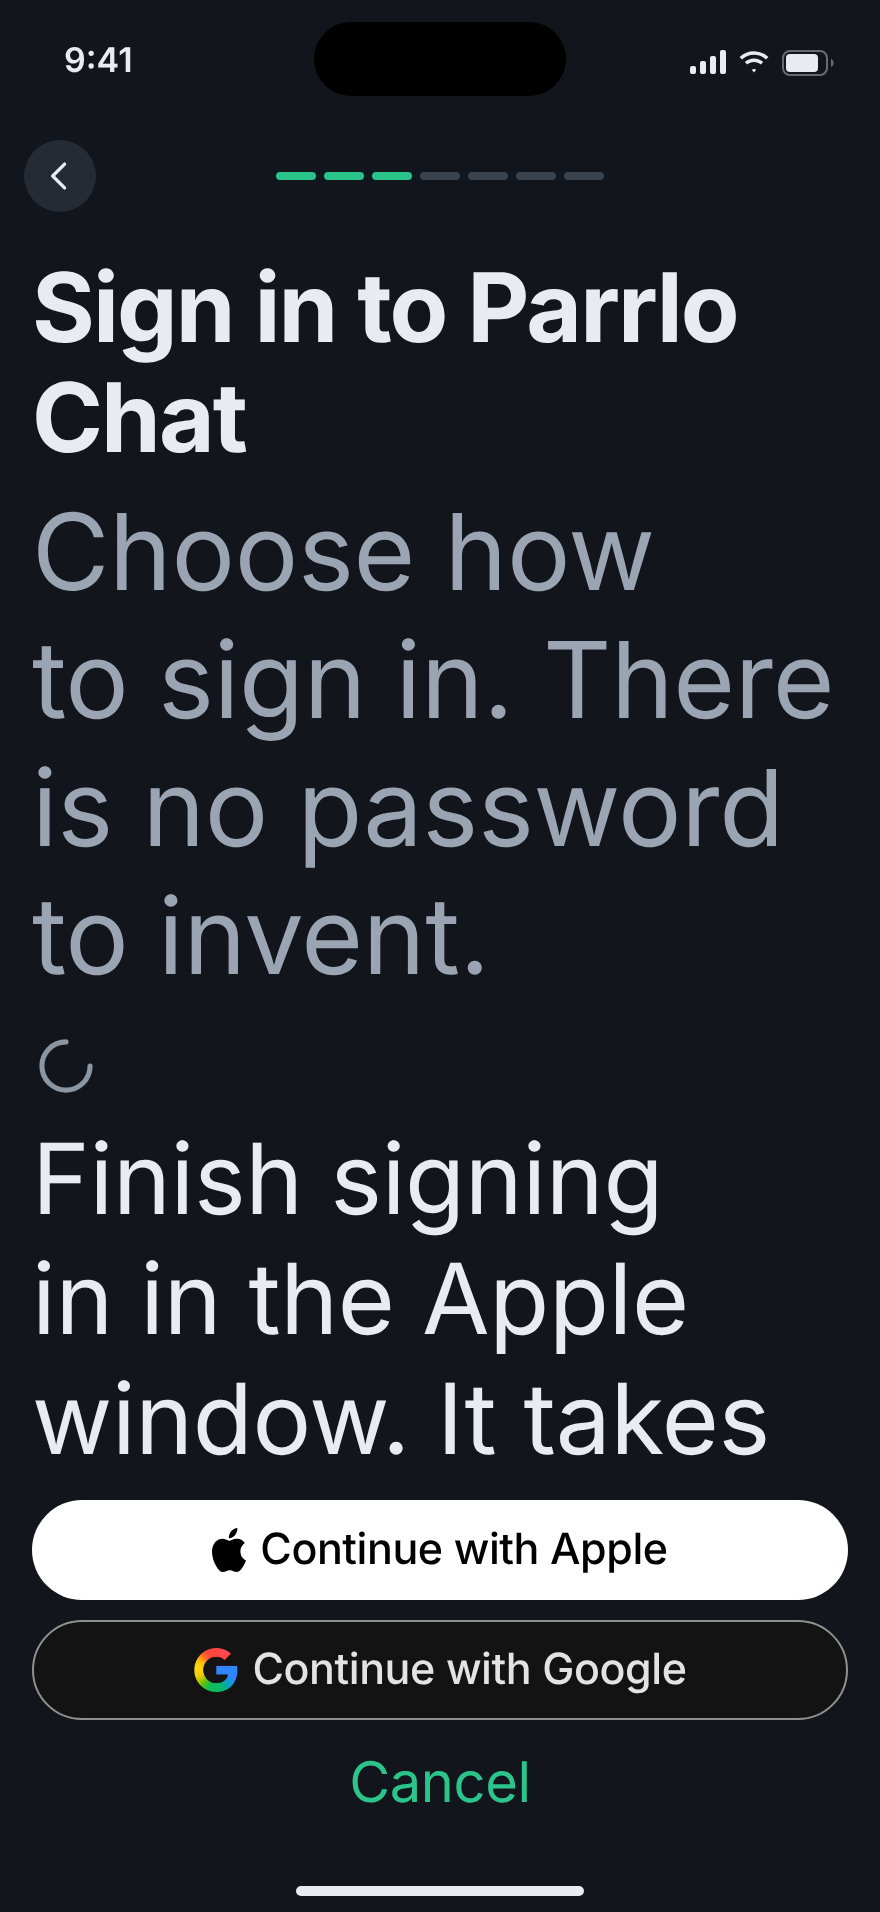 9:41
Sign in to Parrlo
Chat
Choose how
to sign in. There
is no password
to invent.
Finish signing
in in the Apple
window. It takes
Continue with Apple
Continue with Google
Cancel